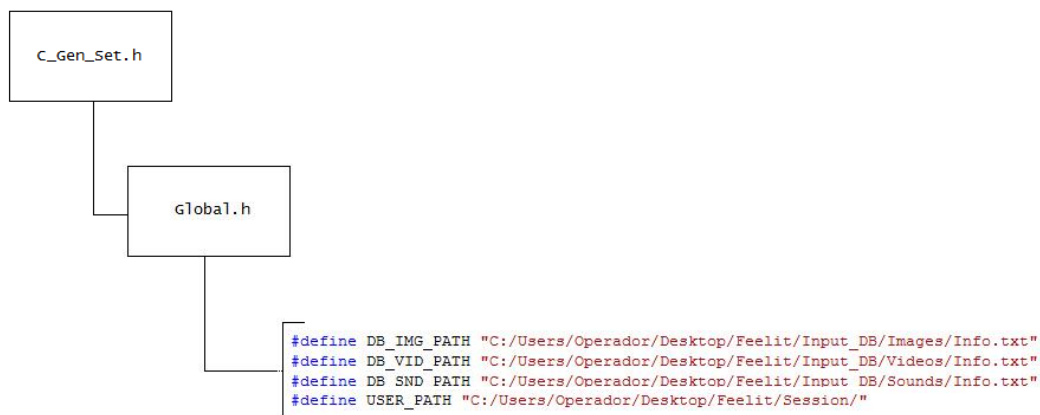 C_Gen_Set.h
Global.h
#define DB_IMG_PATH "C:/Users/Operador/Desktop/Feelit/Input_DB/Images/Info.txt"
#define DB_VID_PATH "C:/Users/Operador/Desktop/Feelit/Input_DB/Videos/Info.txt"
#define DB_SND_PATH "C:/Users/Operador/Desktop/Feelit/Input_DB/Sounds/Info.txt"
#define USER_PATH "C:/Users/Operador/Desktop/Feelit/Session/"